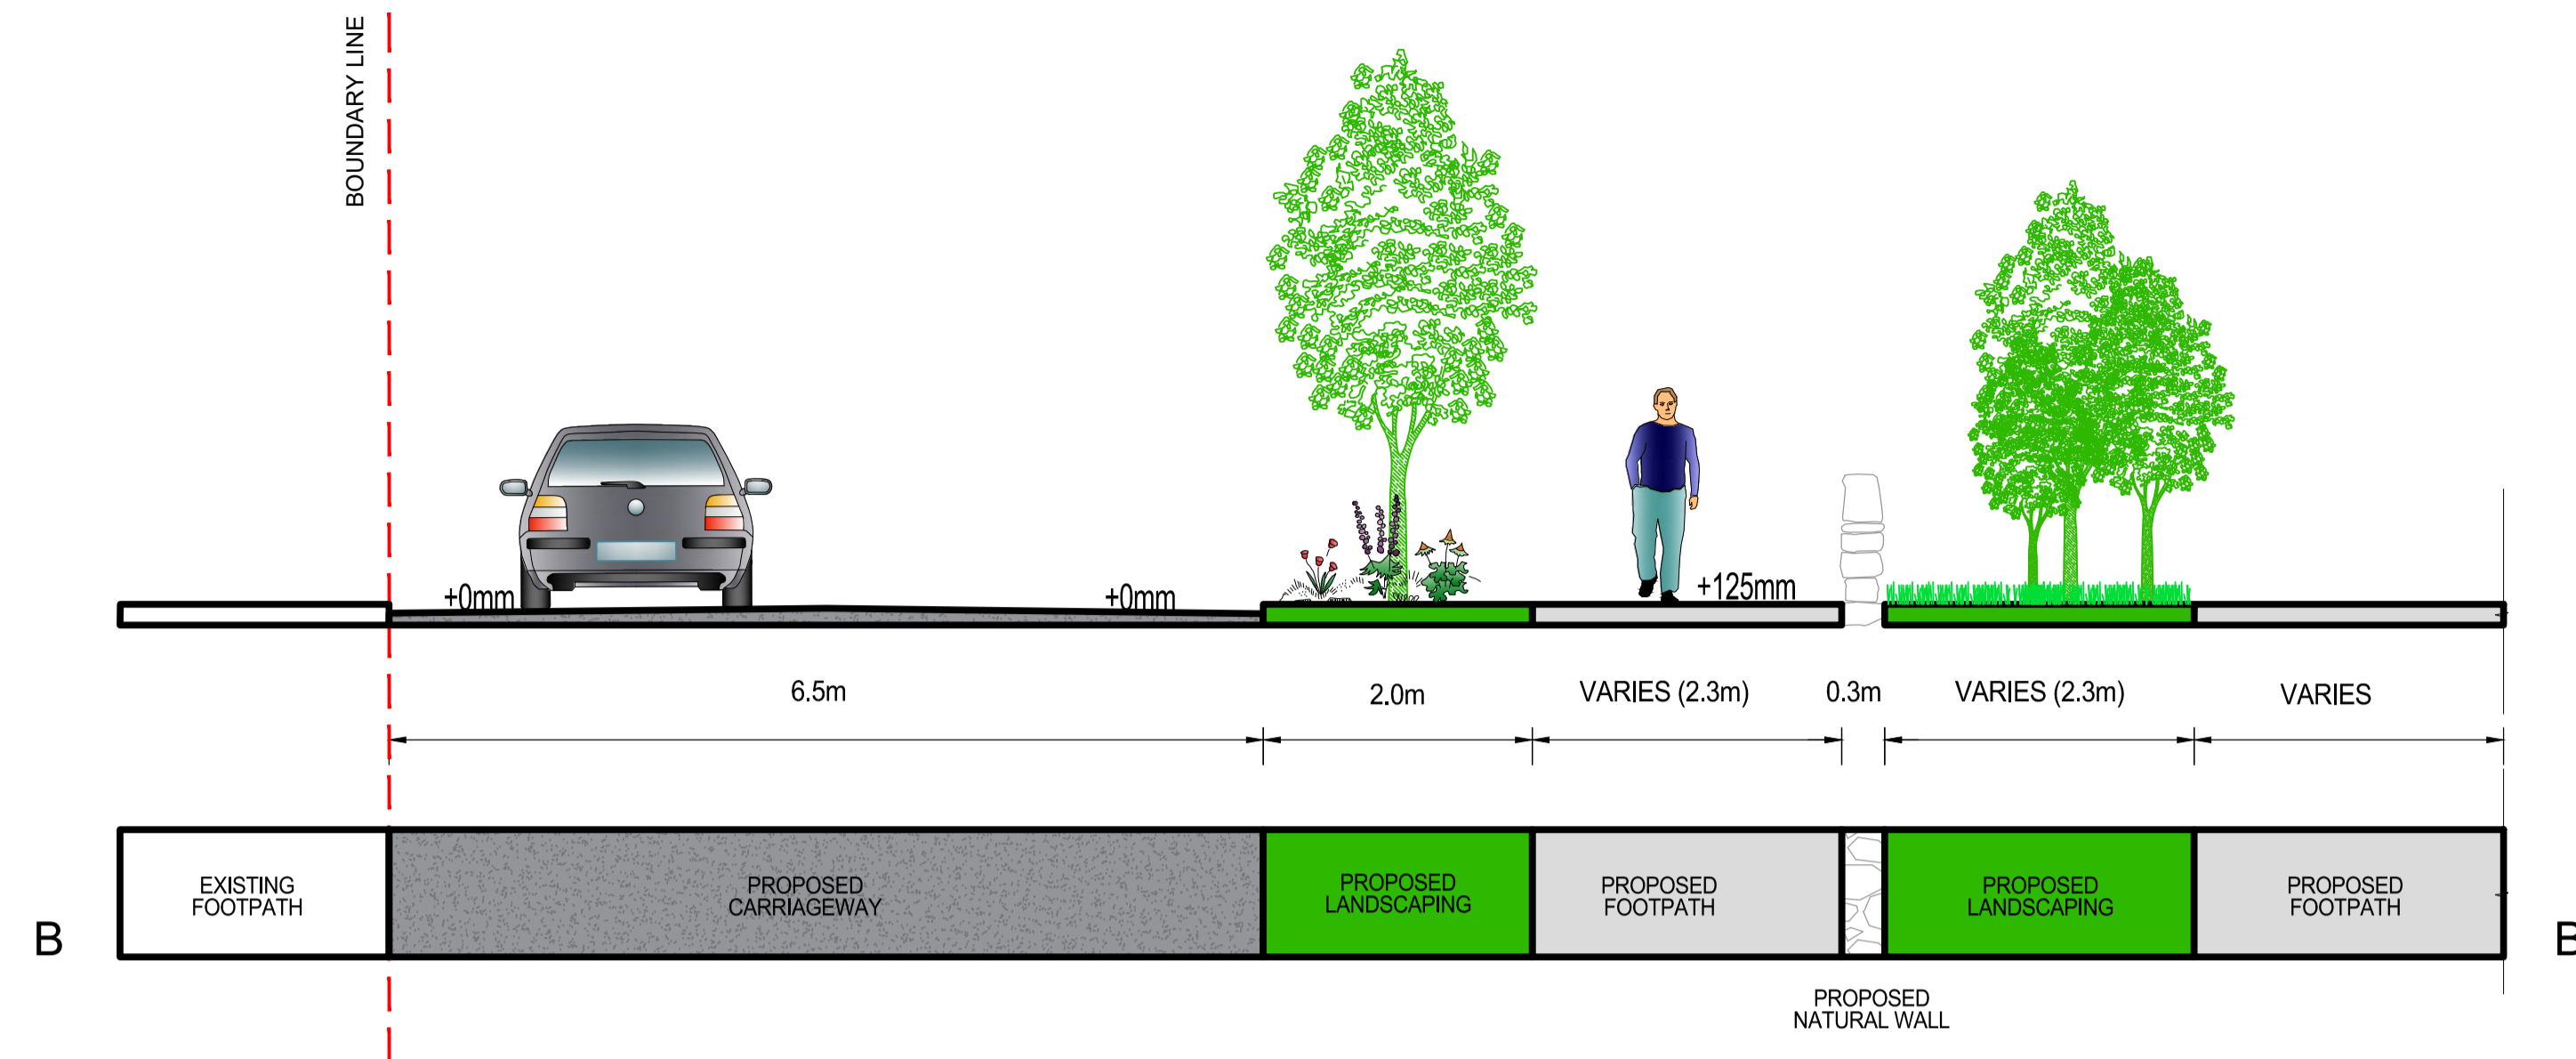 BOUNDARY LINE
+0mm
+0mm
+125mm
6.5m
2.0m
VARIES (2.3m)
0.3m
VARIES (2.3m)
VARIES
EXISTING
FOOTPATH
PROPOSED
CARRIAGEWAY
PROPOSED
LANDSCAPING
PROPOSED
FOOTPATH
PROPOSED
LANDSCAPING
PROPOSED
FOOTPATH
B
B
PROPOSED
NATURAL WALL